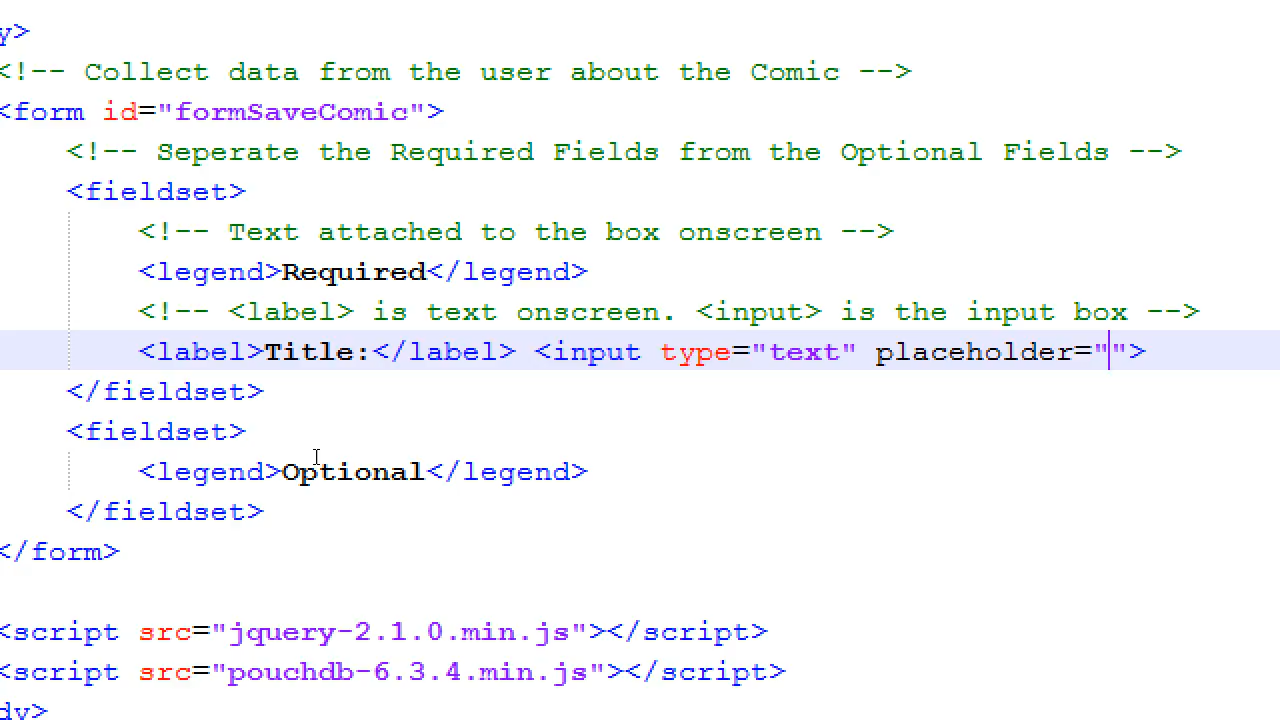 y>
<!-- Collect data from the user about the Comic -->
<form id="formSaveComic">
<!-- Seperate the Required Fields from the Optional Fields -->
<fieldset>
<!-- Text attached to the box onscreen -->
<legend>Required</legend>
<!-- <label> is text onscreen. <input> is the input box -->
<label>Title:</label> <input type="text" placeholder="">
</fieldset>
<fieldset>
<legend>Optional</legend>
</fieldset>
</form>
<script src="jquery-2.1.0.min.js"></script>
<script src="pouchdb-6.3.4.min.js"></script>
dy>